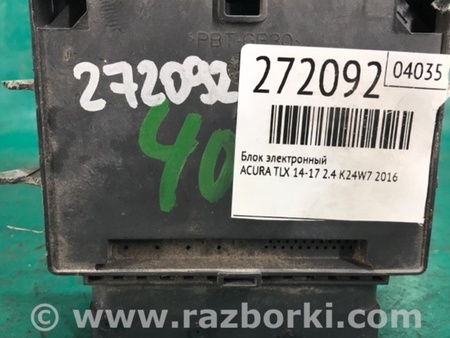 PBT-GF30
272092
40
272092
04035
Блок электронный
ACURA TLX 14-17 2.4 K24W7 2016
www.razborki.com